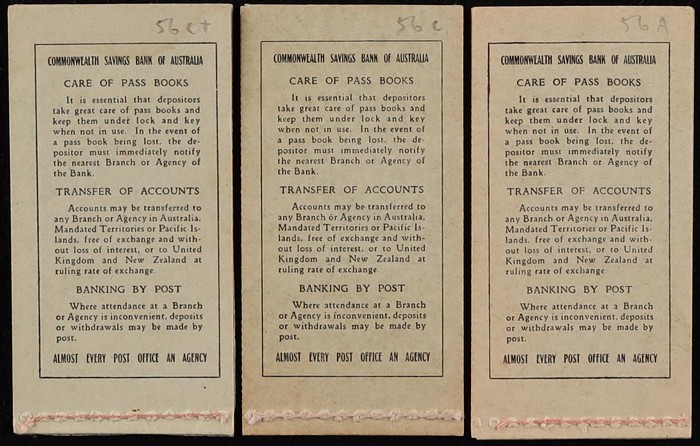 56 C+
COMMONWEALTH SAVINGS BANK OF AUSTRALIA
CARE OF PASS BOOKS
It is essential that depositors
take great care of pass books and
keep them under lock and key
when not in use. In the event of
a pass book being lost, the de-
positor must immediately notify
the nearest Branch or Agency of
the Bank.
TRANSFER OF ACCOUNTS
Accounts may be transferred to
any Branch or Agency in Australia,
Mandated Territories or Pacific Is-
lands, free of exchange and with-
out loss of interest, or to United
Kingdom and New Zealand at
ruling rate of exchange.
BANKING BY POST
Where attendance at a Branch
or Agency is inconvenient, deposits
or withdrawals may be made by
post.
ALMOST EVERY POST OFFICE AN AGENCY
56 C
COMMONWEALTH SAVINGS BANK OF AUSTRALIA
CARE OF PASS BOOKS
It is essential that depositors
take great care of pass books and
keep them under lock and key
when not in use. In the event of
a pass book being lost, the de-
positor must immediately notify
the nearest Branch or Agency of
the Bank.
TRANSFER OF ACCOUNTS
Accounts may be transferred to
any Branch or Agency in Australia,
Mandated Territories or Pacific Is-
lands, free of exchange and with-
out loss of interest, or to United
Kingdom and New Zealand at
ruling rate of exchange.
BANKING BY POST
Where attendance at a Branch
or Agency is inconvenient, deposits
or withdrawals may be made by
post.
ALMOST EVERY POST OFFICE AN AGENCY
56 A
COMMONWEALTH SAVINGS BANK OF AUSTRALIA
CARE OF PASS BOOKS
It is essential that depositors
take great care of pass books and
keep them under lock and key
when not in use. In the event of
a pass book being lost, the de-
positor must immediately notify
the nearest Branch or Agency of
the Bank.
TRANSFER OF ACCOUNTS
Accounts may be transferred to
any Branch or Agency in Australia,
Mandated Territories or Pacific Is-
lands, free of exchange and with-
out loss of interest, or to United
Kingdom and New Zealand at
ruling rate of exchange
BANKING BY POST
Where attendance at a Branch
or Agency is inconvenient, deposits
or withdrawals may be made by
post.
ALMOST EVERY POST OFFICE AN AGENCY